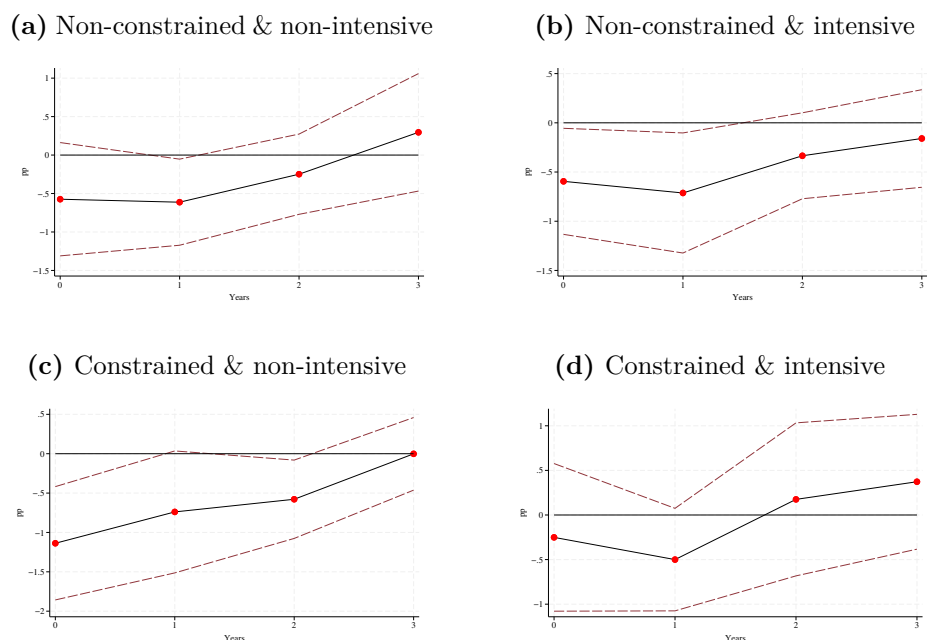 (a) Non-constrained & non-intensive
1
.5
0
-.5
-1
-1.5
pp
0 1 2 3
Years
(b) Non-constrained & intensive
.5
0
-.5
-1
-1.5
pp
0 1 2 3
Years
(c) Constrained & non-intensive
.5
0
-.5
-1
-1.5
-2
pp
0 1 2 3
Years
(d) Constrained & intensive
1
.5
0
-.5
-1
pp
0 1 2 3
Years